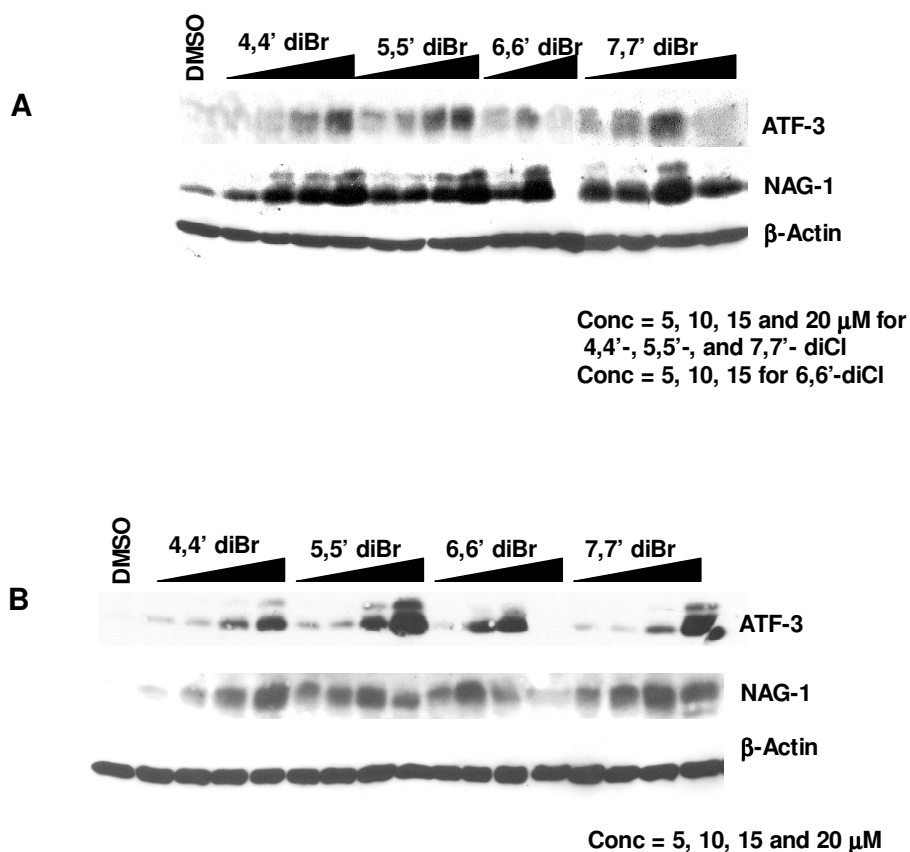 DMSO
4,4' diBr
5,5' diBr
6,6' diBr
7,7' diBr
A
ATF-3
NAG-1
β-Actin
Conc = 5, 10, 15 and 20 μM for
4,4'-, 5,5'-, and 7,7'- diCl
Conc = 5, 10, 15 for 6,6'-diCl
DMSO
4,4' diBr
5,5' diBr
6,6' diBr
7,7' diBr
B
ATF-3
NAG-1
β-Actin
Conc = 5, 10, 15 and 20 μM